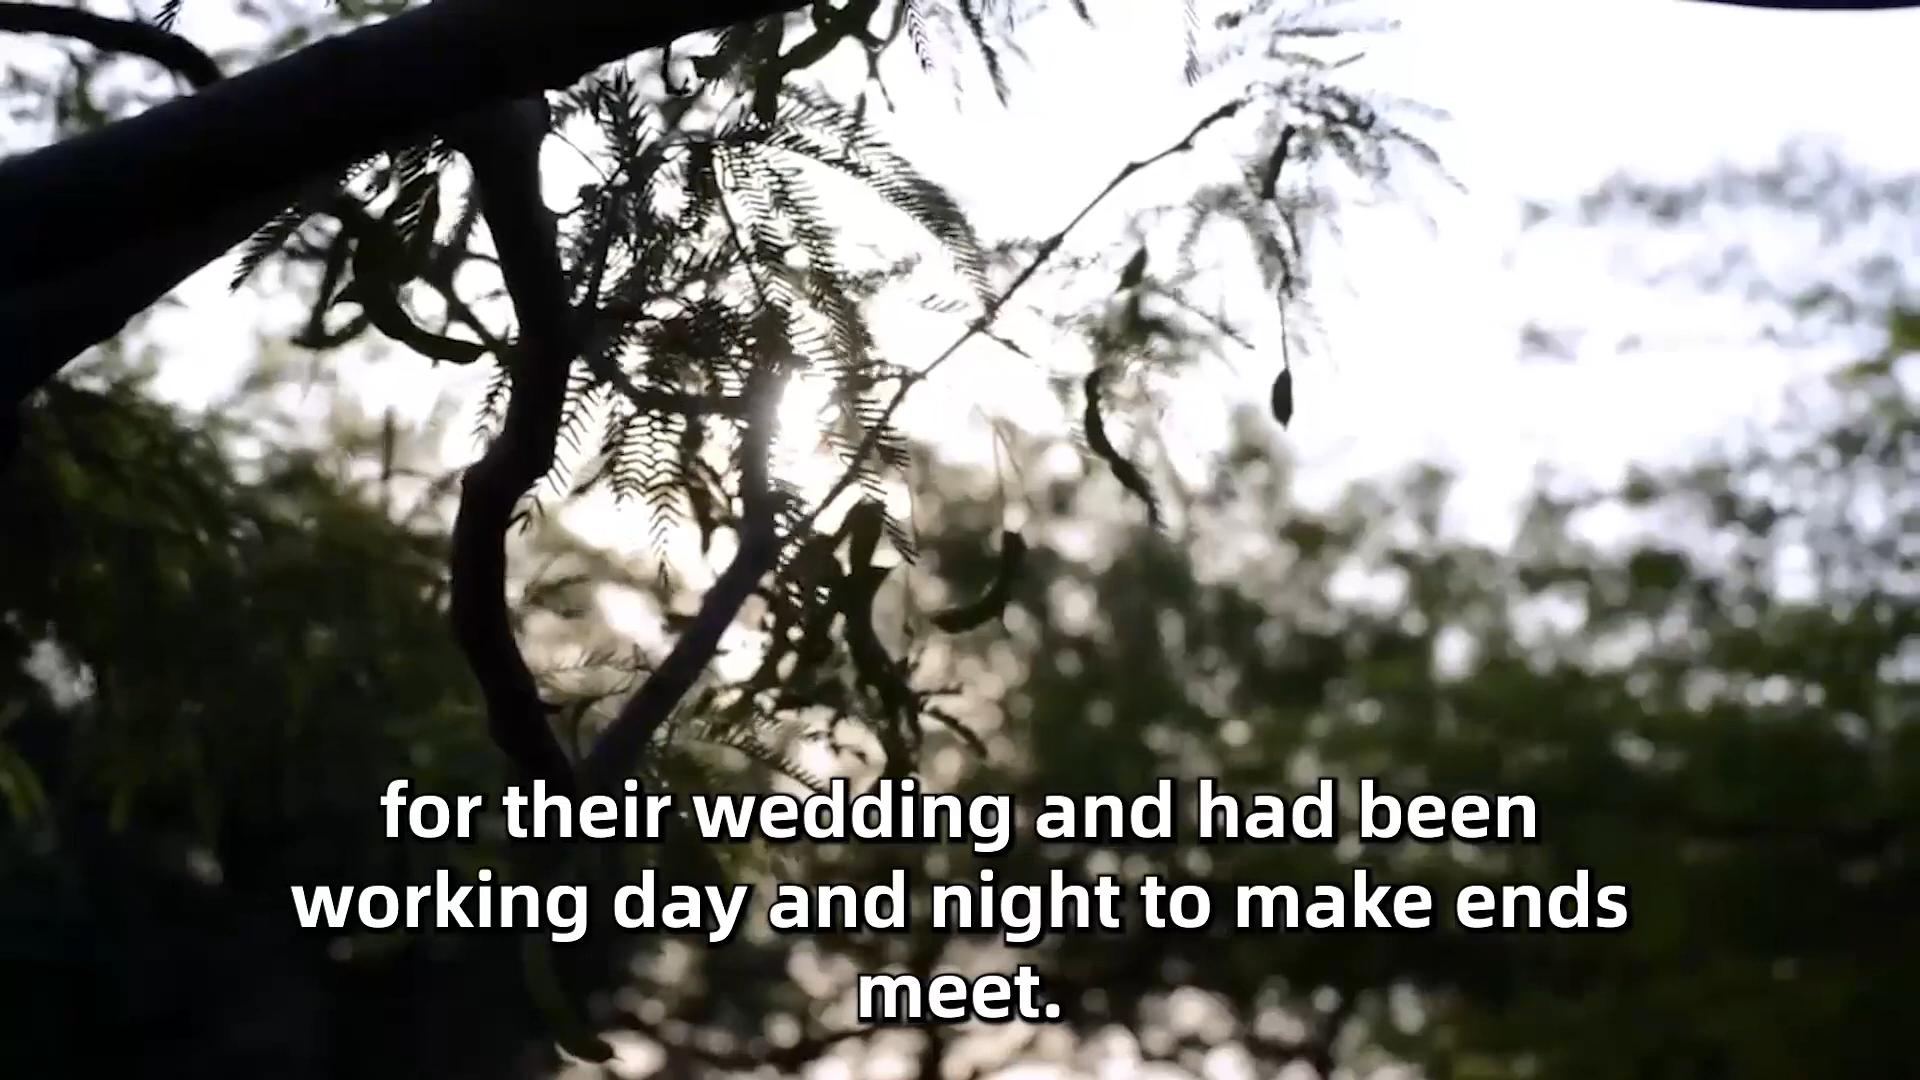 for their wedding and had been
working day and night to make ends
meet.